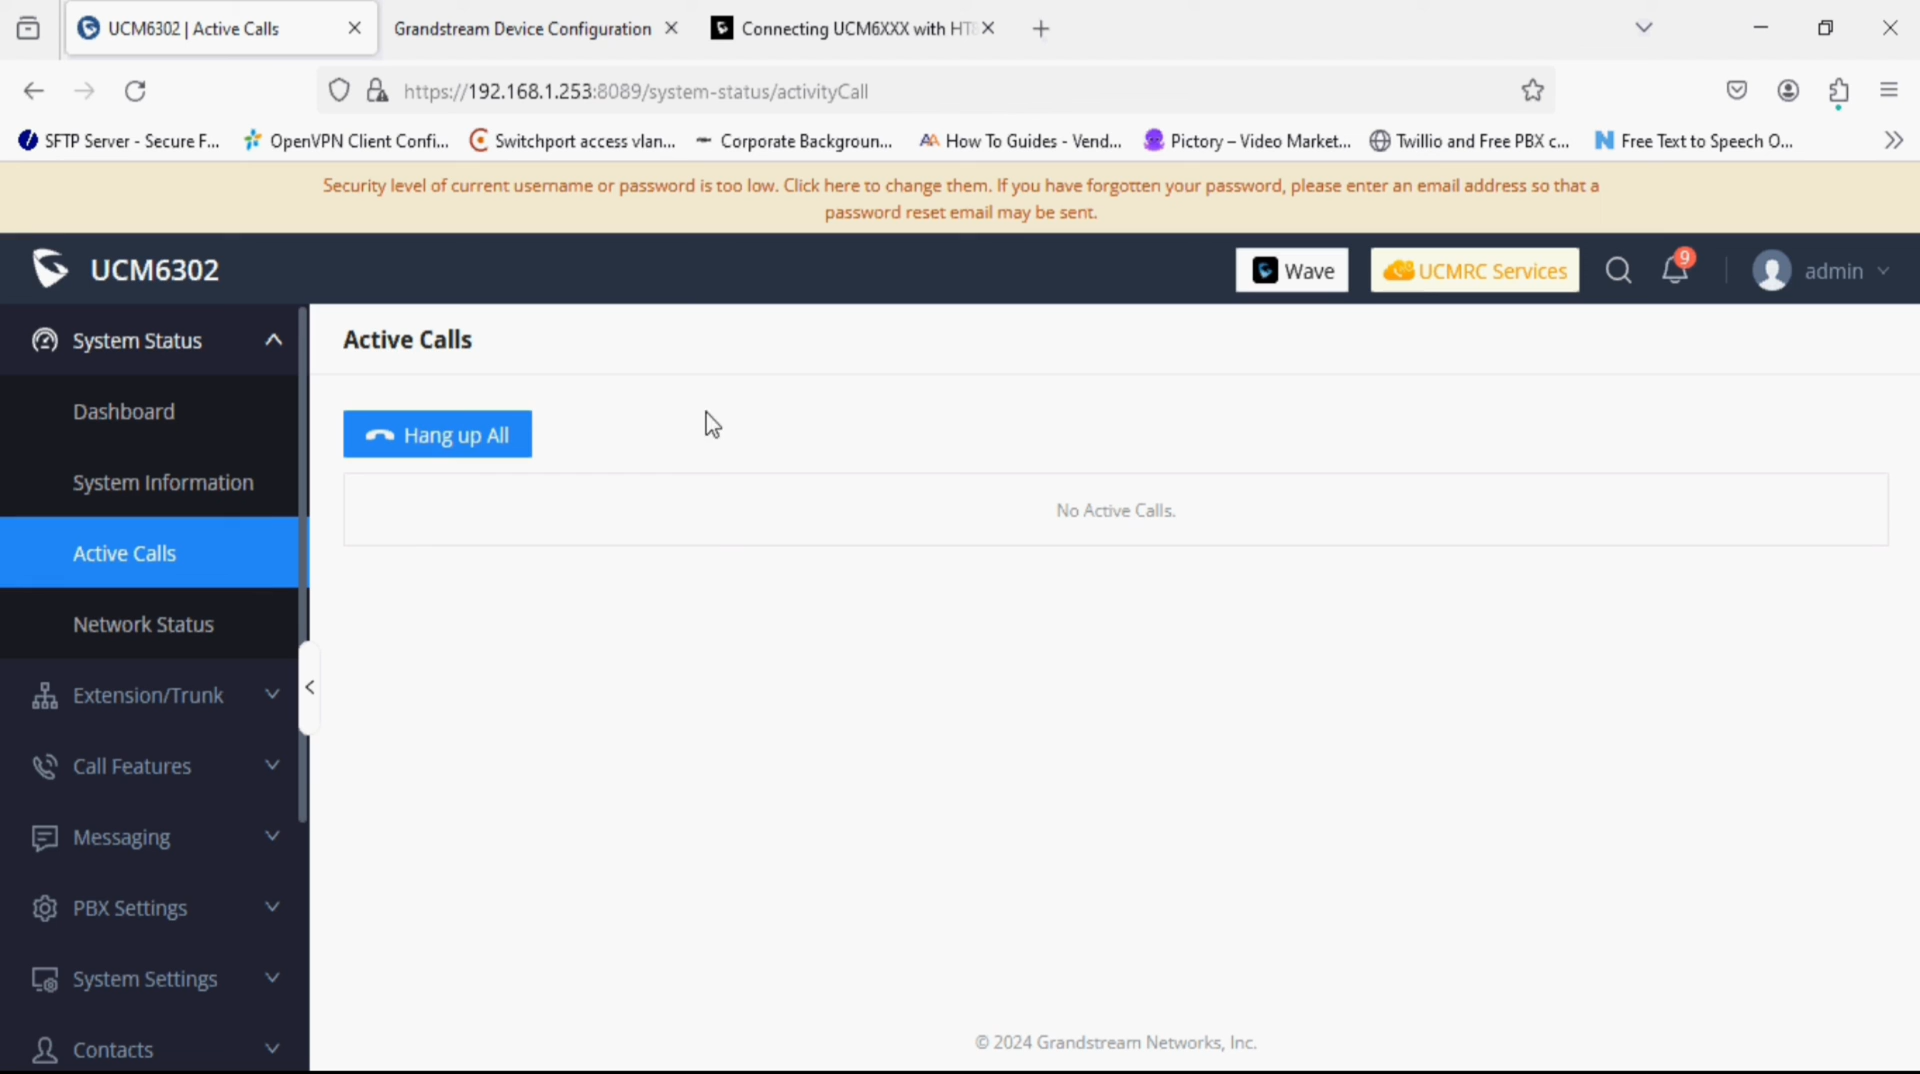 UCM6302 | Active Calls
Grandstream Device Configuration
Connecting UCM6XXX with HT
https://192.168.1.253:8089/system-status/activityCall
SFTP Server - Secure F...
OpenVPN Client Confi...
Switchport access vlan...
Corporate Backgroun...
How To Guides - Vend...
Pictory – Video Market...
Twillio and Free PBX c...
Free Text to Speech O...
Security level of current username or password is too low. Click here to change them. If you have forgotten your password, please enter an email address so that a
password reset email may be sent.
UCM6302
Wave
UCMRC Services
9
admin
System Status
Dashboard
System Information
Active Calls
Network Status
Extension/Trunk
Call Features
Messaging
PBX Settings
System Settings
Contacts
Active Calls
Hang up All
No Active Calls.
© 2024 Grandstream Networks, Inc.